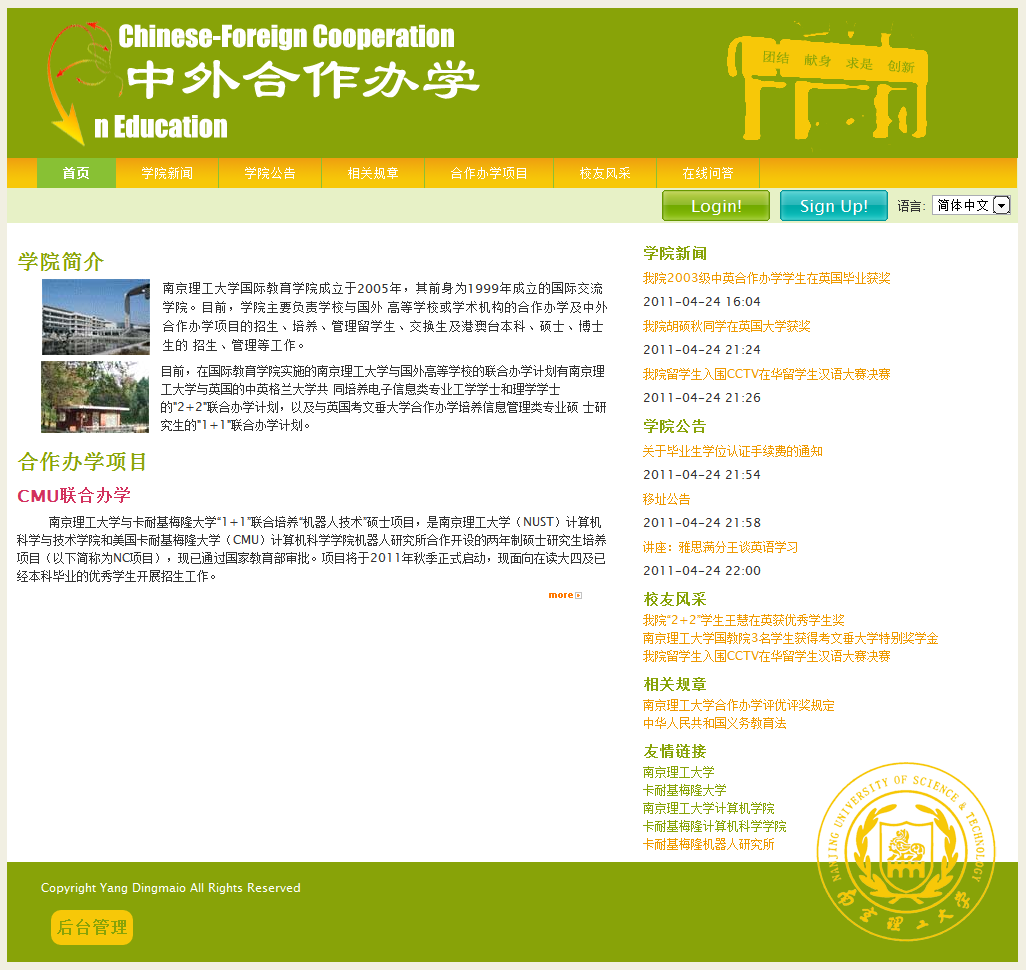 Chinese-Foreign Cooperation
中外合作办学
n Education
团结 献身 求是 创新
首页 学院新闻 学院公告 相关规章 合作办学项目 校友风采 在线问答
Login! Sign Up! 语言: 简体中文
学院简介
南京理工大学国际教育学院成立于2005年，其前身为1999年成立的国际交流
学院。目前，学院主要负责学校与国外 高等学校或学术机构的合作办学及中外
合作办学项目的招生、培养、管理留学生、交换生及港澳台本科、硕士、博士
生的 招生、管理等工作。
目前，在国际教育学院实施的南京理工大学与国外高等学校的联合办学计划有南京理
工大学与英国的中英格兰大学共 同培养电子信息类专业工学学士和理学学士
的"2+2"联合办学计划，以及与英国考文垂大学合作办学培养信息管理类专业硕 士研
究生的"1+1"联合办学计划。
合作办学项目
CMU联合办学
南京理工大学与卡耐基梅隆大学“1+1”联合培养“机器人技术”硕士项目，是南京理工大学（NUST）计算机
科学与技术学院和美国卡耐基梅隆大学（CMU）计算机科学学院机器人研究所合作开设的两年制硕士研究生培养
项目（以下简称为NC项目），现已通过国家教育部审批。项目将于2011年秋季正式启动，现面向在读大四及已
经本科毕业的优秀学生开展招生工作。
more
学院新闻
我院2003级中英合作办学学生在英国毕业获奖
2011-04-24 16:04
我院胡硕秋同学在英国大学获奖
2011-04-24 21:24
我院留学生入围CCTV在华留学生汉语大赛决赛
2011-04-24 21:26
学院公告
关于毕业生学位认证手续费的通知
2011-04-24 21:54
移址公告
2011-04-24 21:58
讲座：雅思满分王谈英语学习
2011-04-24 22:00
校友风采
我院“2+2”学生王慧在英获优秀学生奖
南京理工大学国教院3名学生获得考文垂大学特别奖学金
我院留学生入围CCTV在华留学生汉语大赛决赛
相关规章
南京理工大学合作办学评优评奖规定
中华人民共和国义务教育法
友情链接
南京理工大学
卡耐基梅隆大学
南京理工大学计算机学院
卡耐基梅隆计算机科学学院
卡耐基梅隆机器人研究所
NANJING UNIVERSITY OF SCIENCE & TECHNOLOGY
南京理工大学
Copyright Yang Dingmaio All Rights Reserved
后台管理